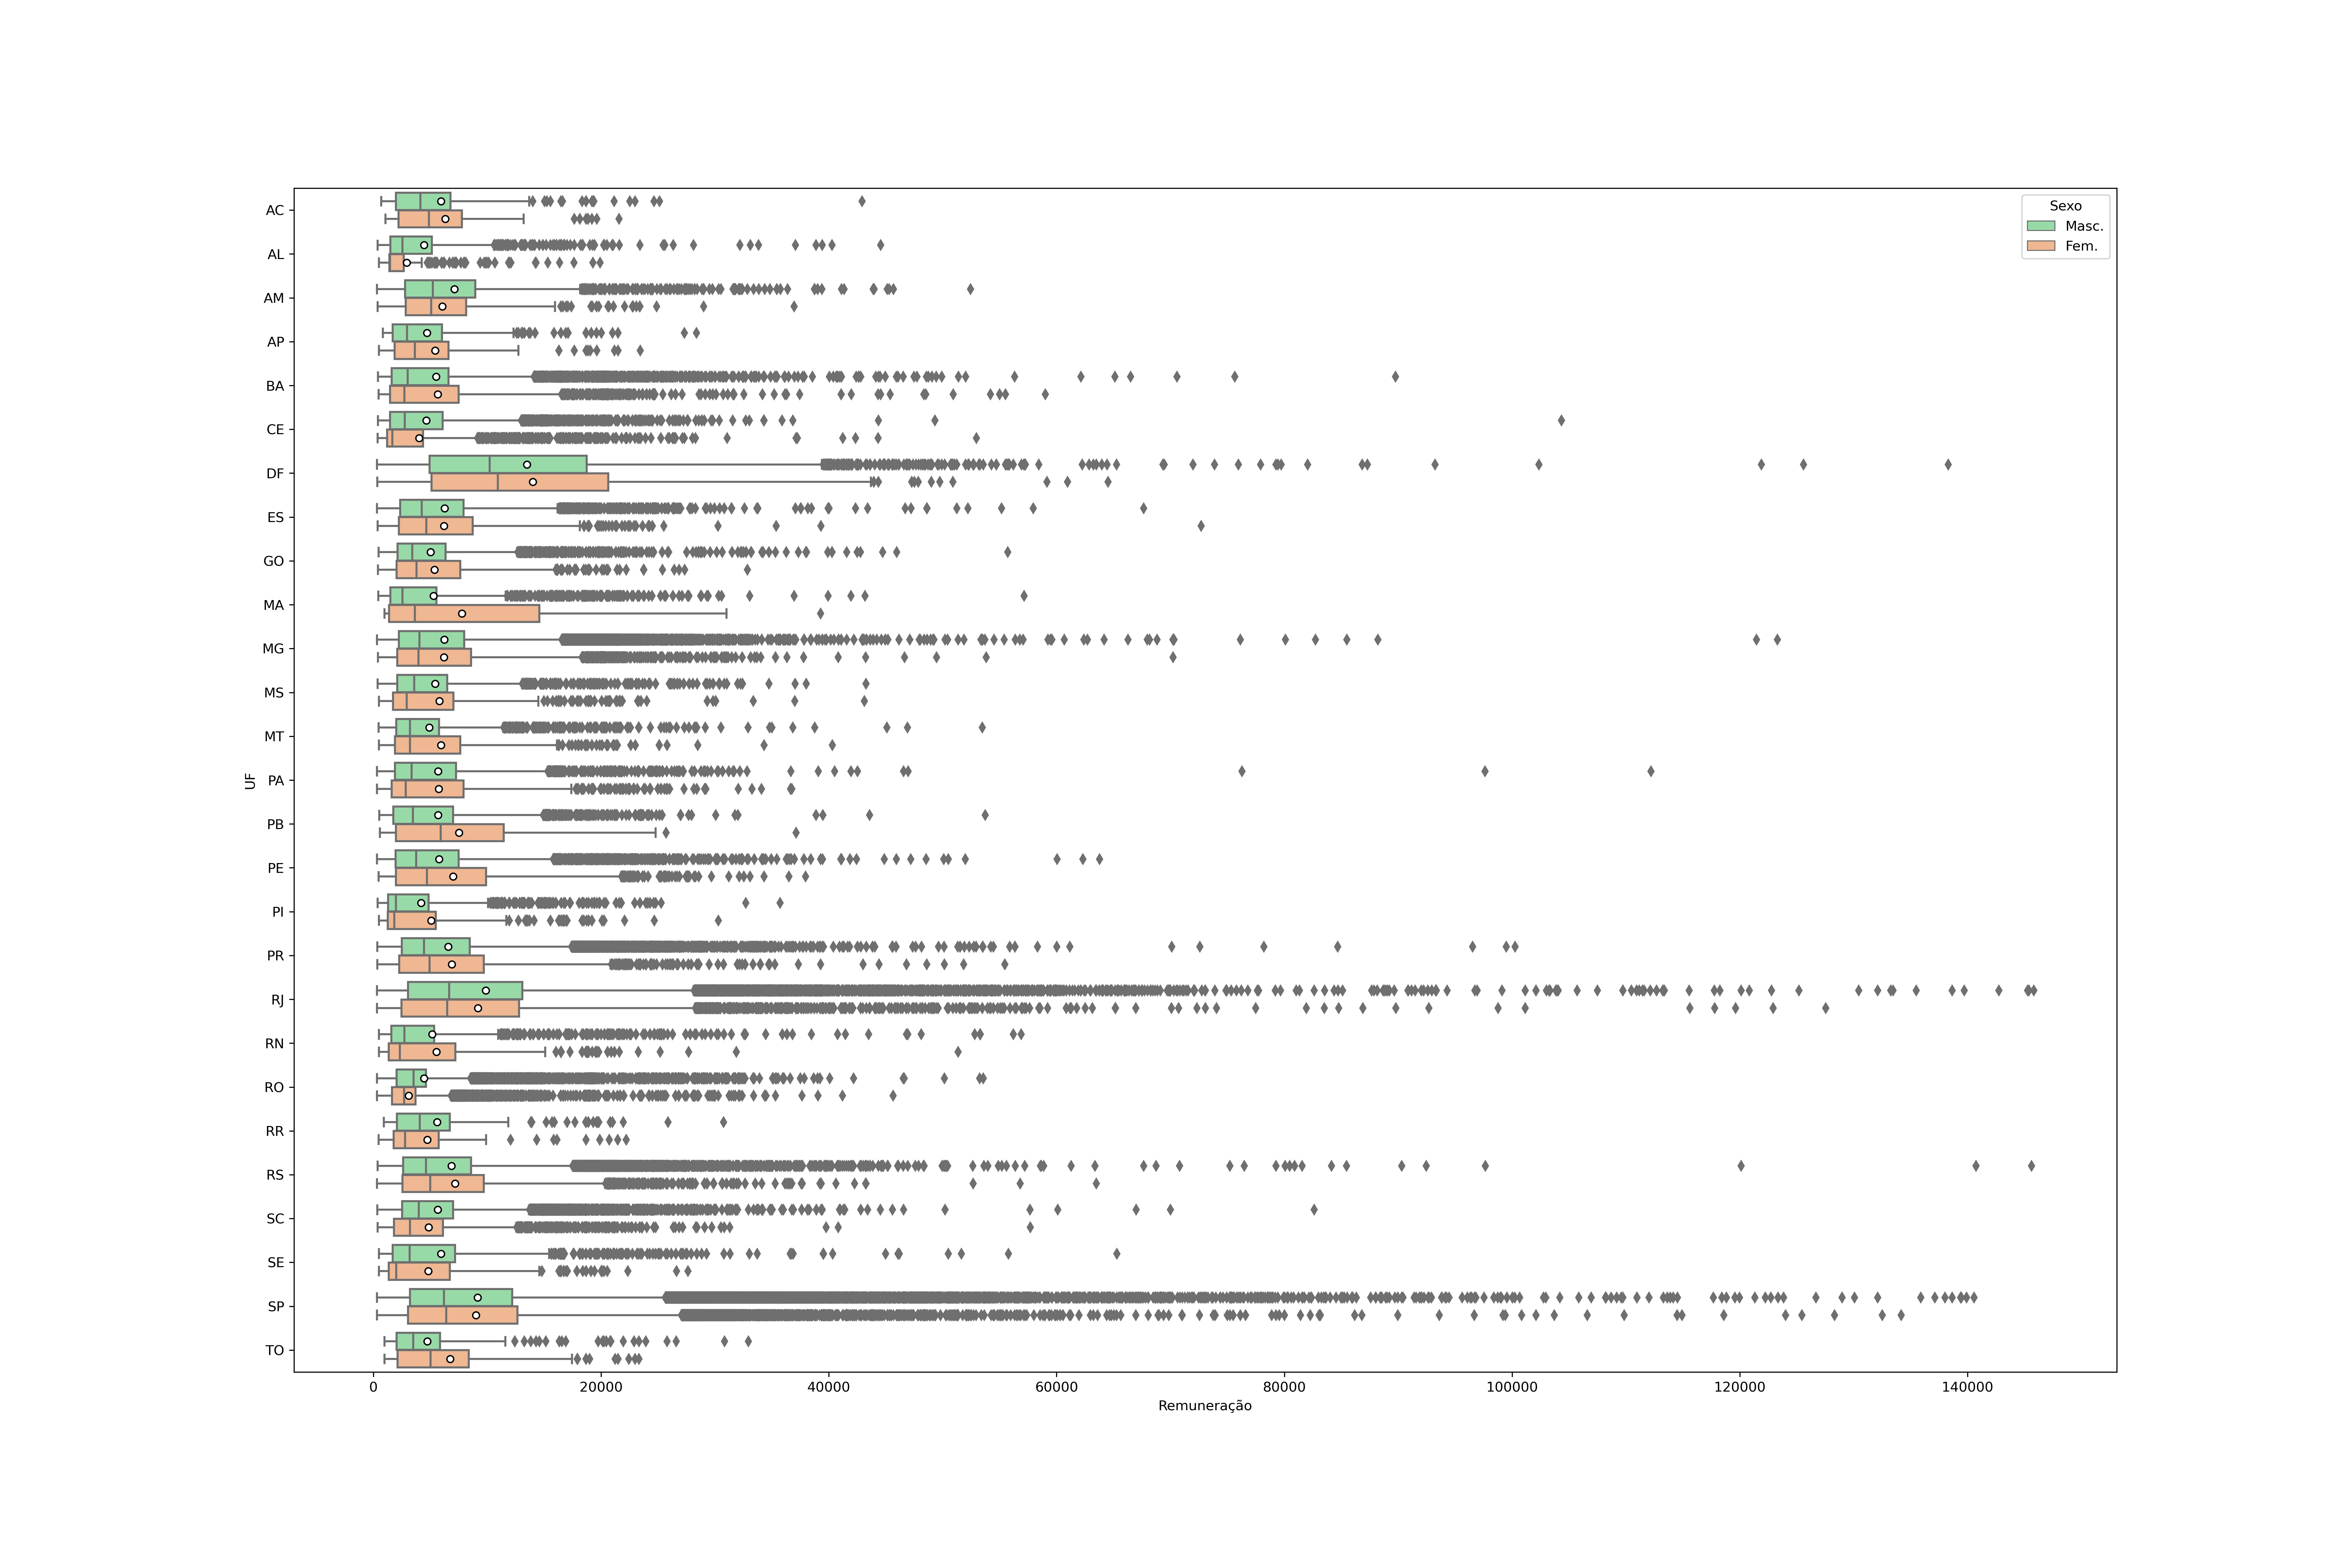 Sexo
Masc.
Fem.
AC
AL
AM
AP
BA
CE
DF
ES
GO
MA
MG
MS
MT
PA
PB
PE
PI
PR
RJ
RN
RO
RR
RS
SC
SE
SP
TO
UF
0 20000 40000 60000 80000 100000 120000 140000
Remuneração